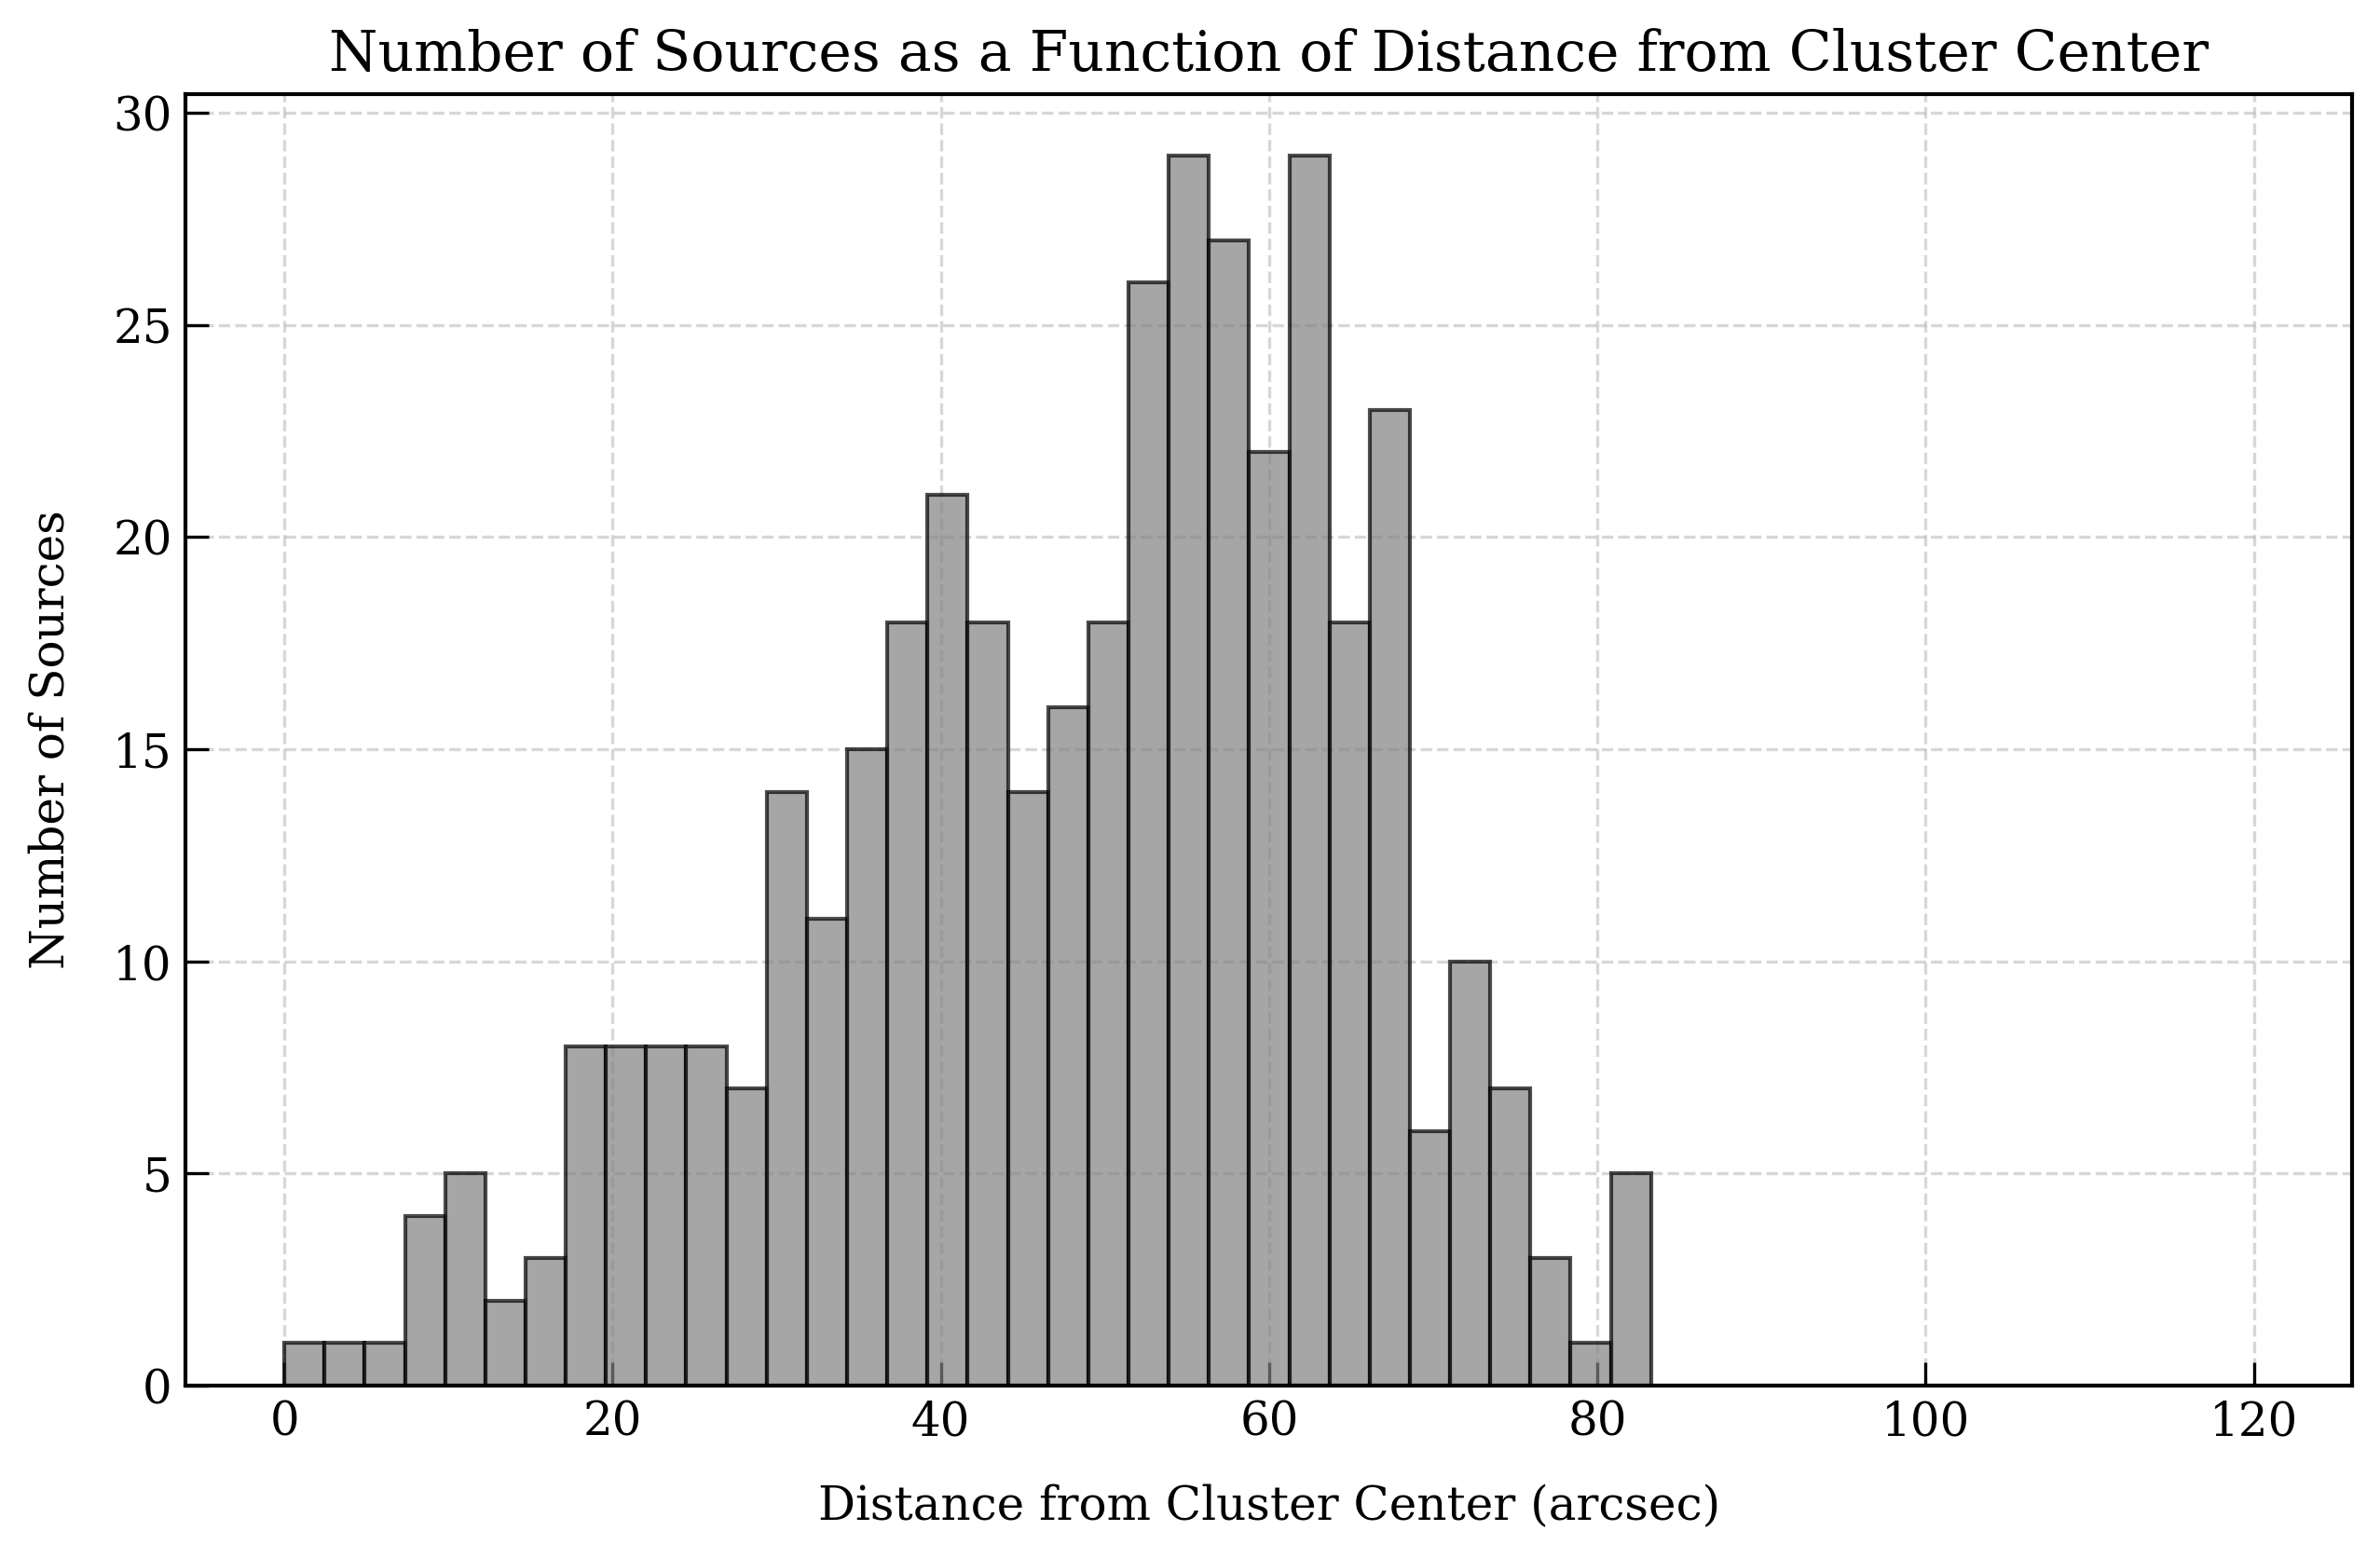 Number of Sources as a Function of Distance from Cluster Center
30
25
20
15
10
5
0
Number of Sources
0 20 40 60 80 100 120
Distance from Cluster Center (arcsec)